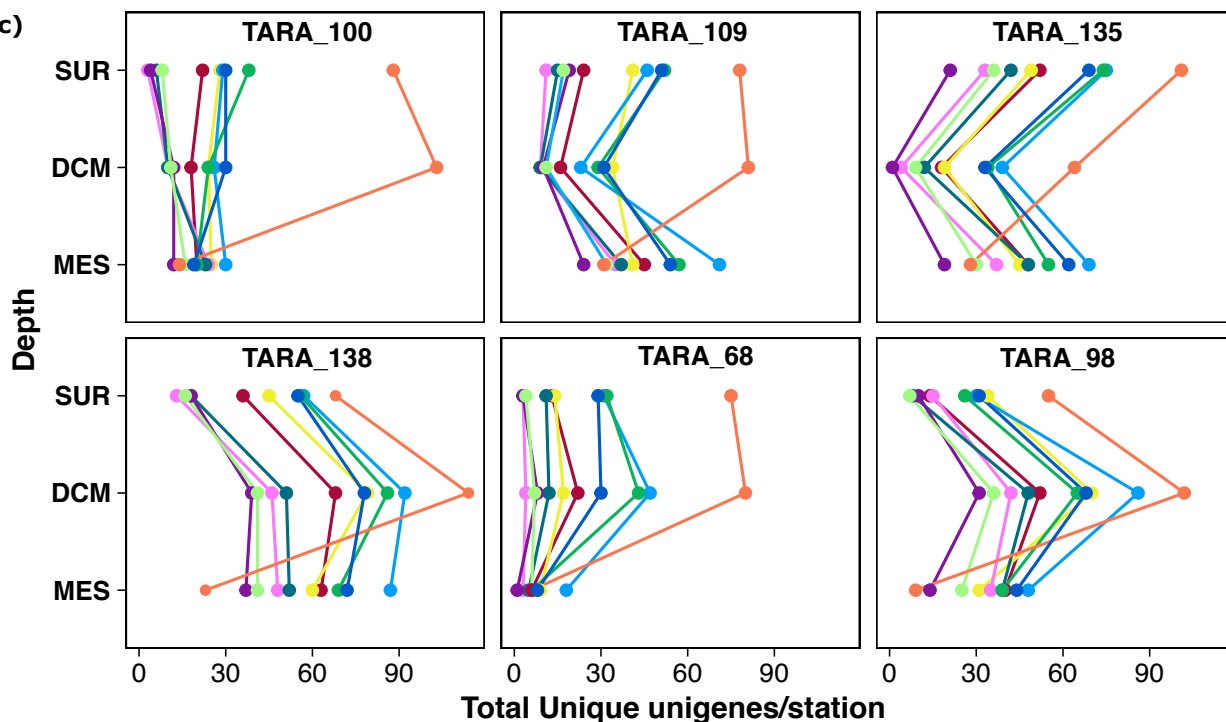 c)
TARA_100 TARA_109 TARA_135
SUR
DCM
MES
Depth
TARA_138 TARA_68 TARA_98
SUR
DCM
MES
0 30 60 90 0 30 60 90 0 30 60 90
Total Unique unigenes/station